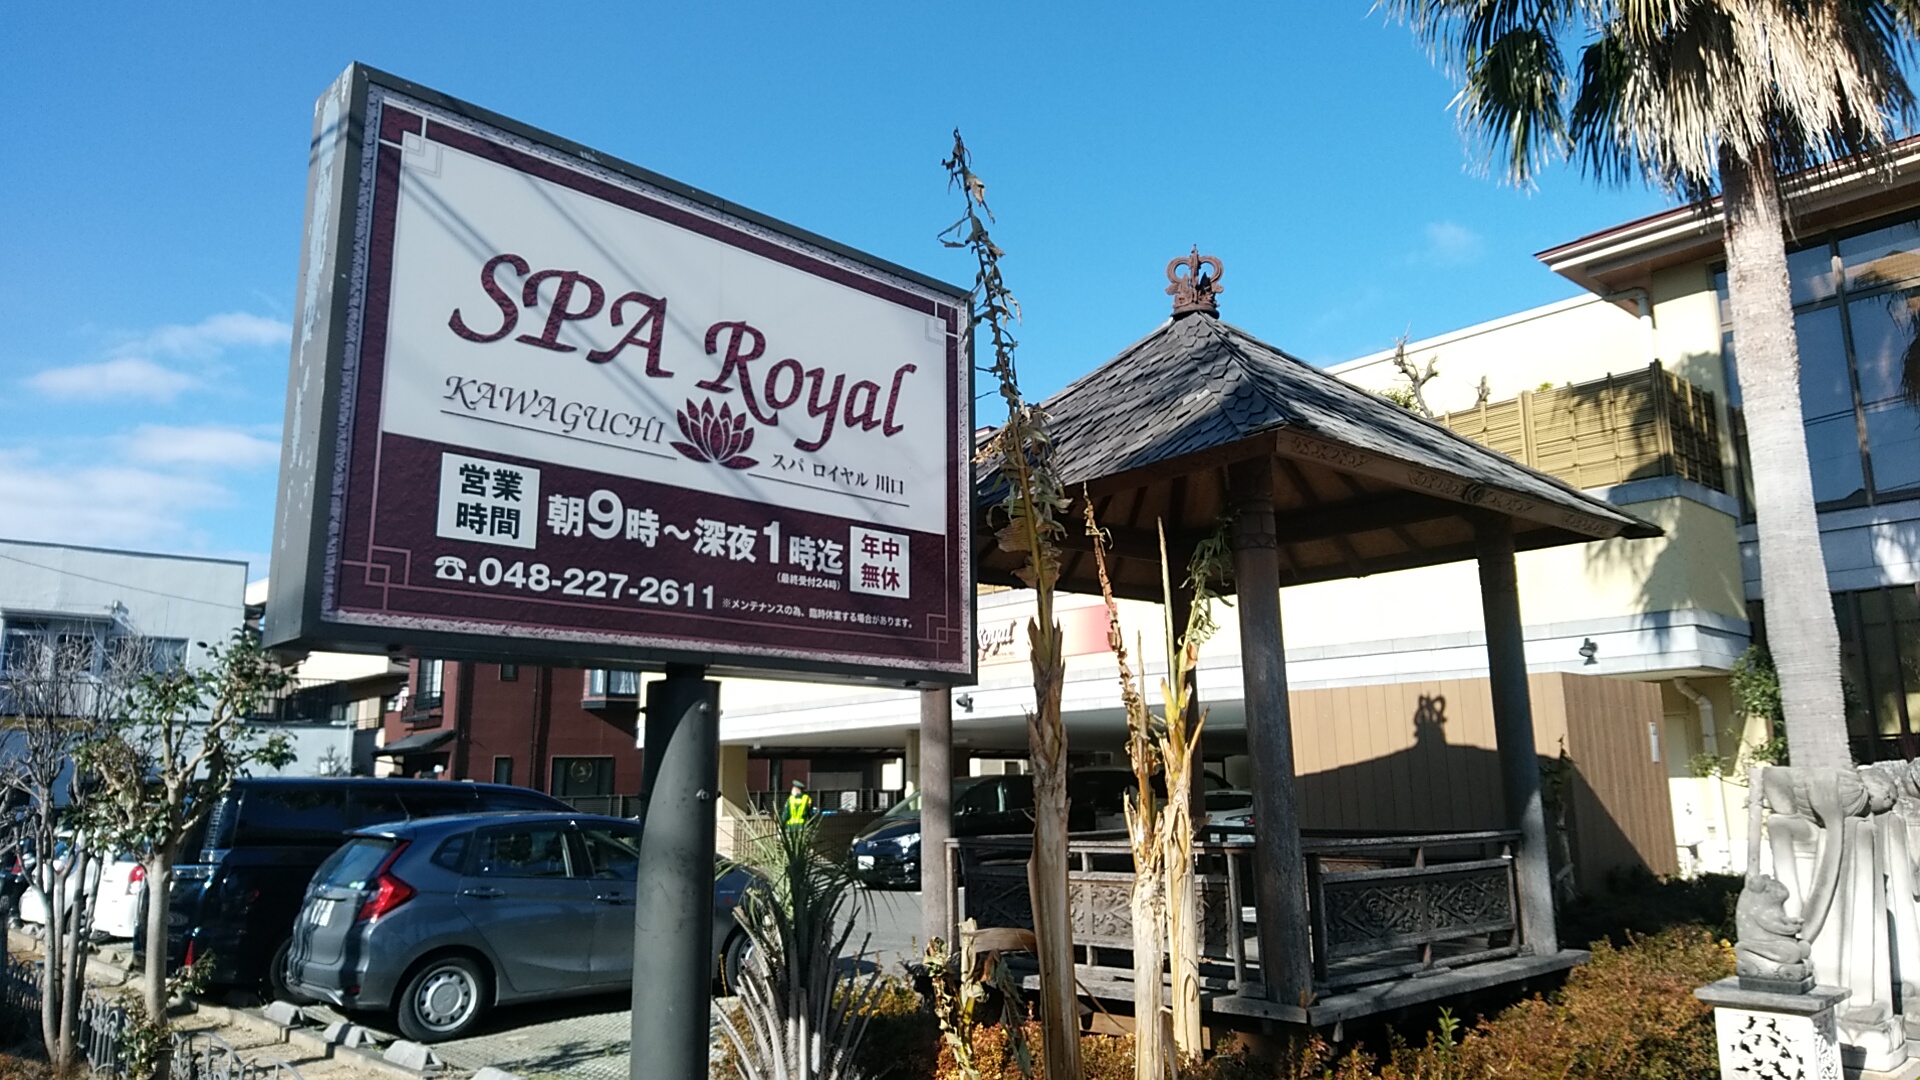 SPA Royal
KAWAGUCHI
スパ ロイヤル 川口
営業時間
朝9時～深夜1時迄
(最終受付24時)
年中無休
☎.048-227-2611
※メンテナンスの為、臨時休業する場合があります。
Royal